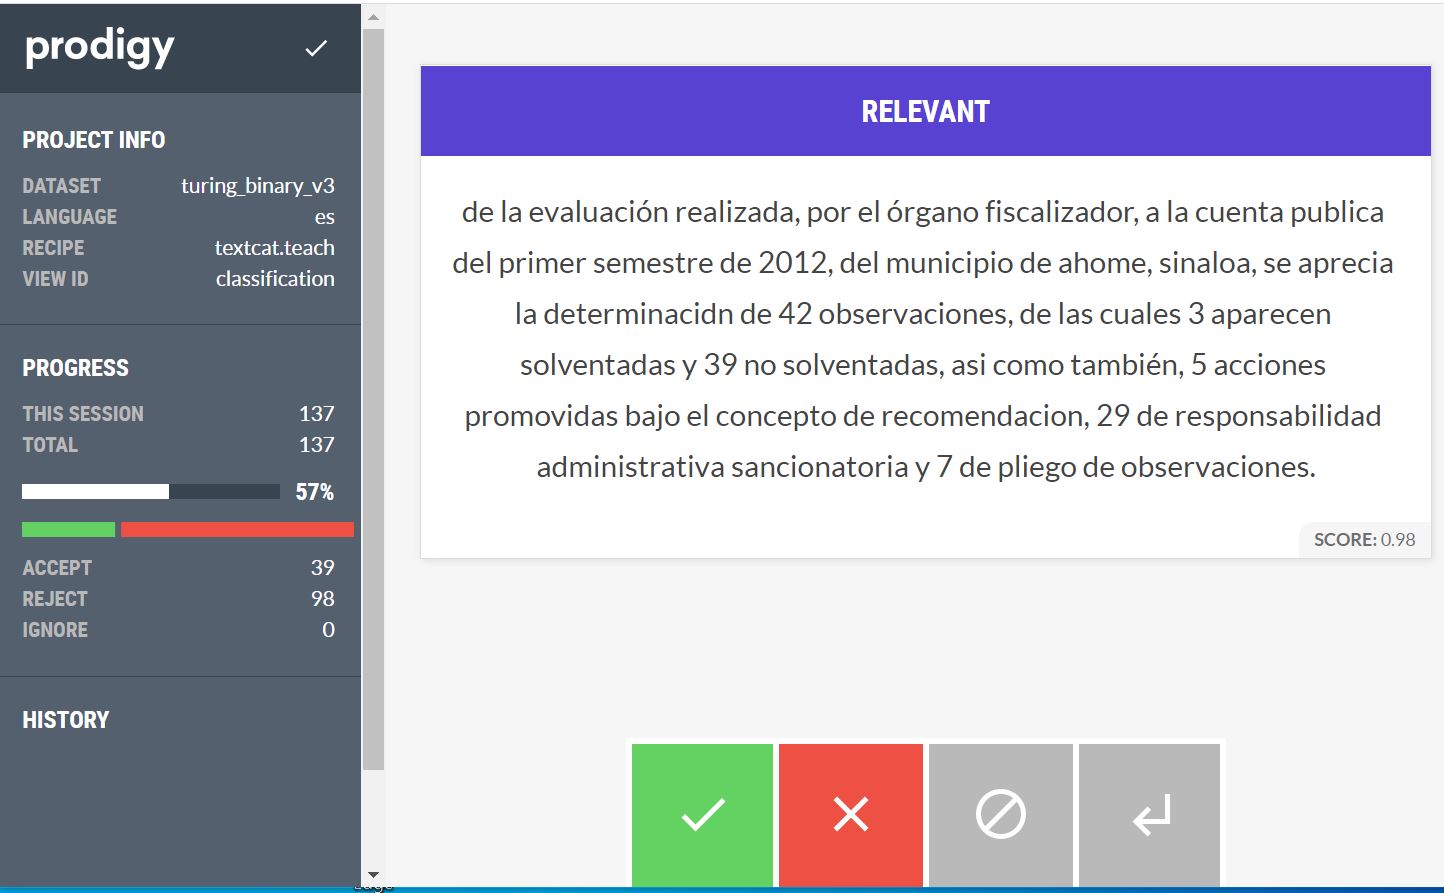 prodigy
PROJECT INFO
DATASET turing_binary_v3
LANGUAGE es
RECIPE textcat.teach
VIEW ID classification
PROGRESS
THIS SESSION 137
TOTAL 137
57%
ACCEPT 39
REJECT 98
IGNORE 0
HISTORY
RELEVANT
de la evaluación realizada, por el órgano fiscalizador, a la cuenta publica
del primer semestre de 2012, del municipio de ahome, sinaloa, se aprecia
la determinacidn de 42 observaciones, de las cuales 3 aparecen
solventadas y 39 no solventadas, asi como también, 5 acciones
promovidas bajo el concepto de recomendacion, 29 de responsabilidad
administrativa sancionatoria y 7 de pliego de observaciones.
SCORE: 0.98